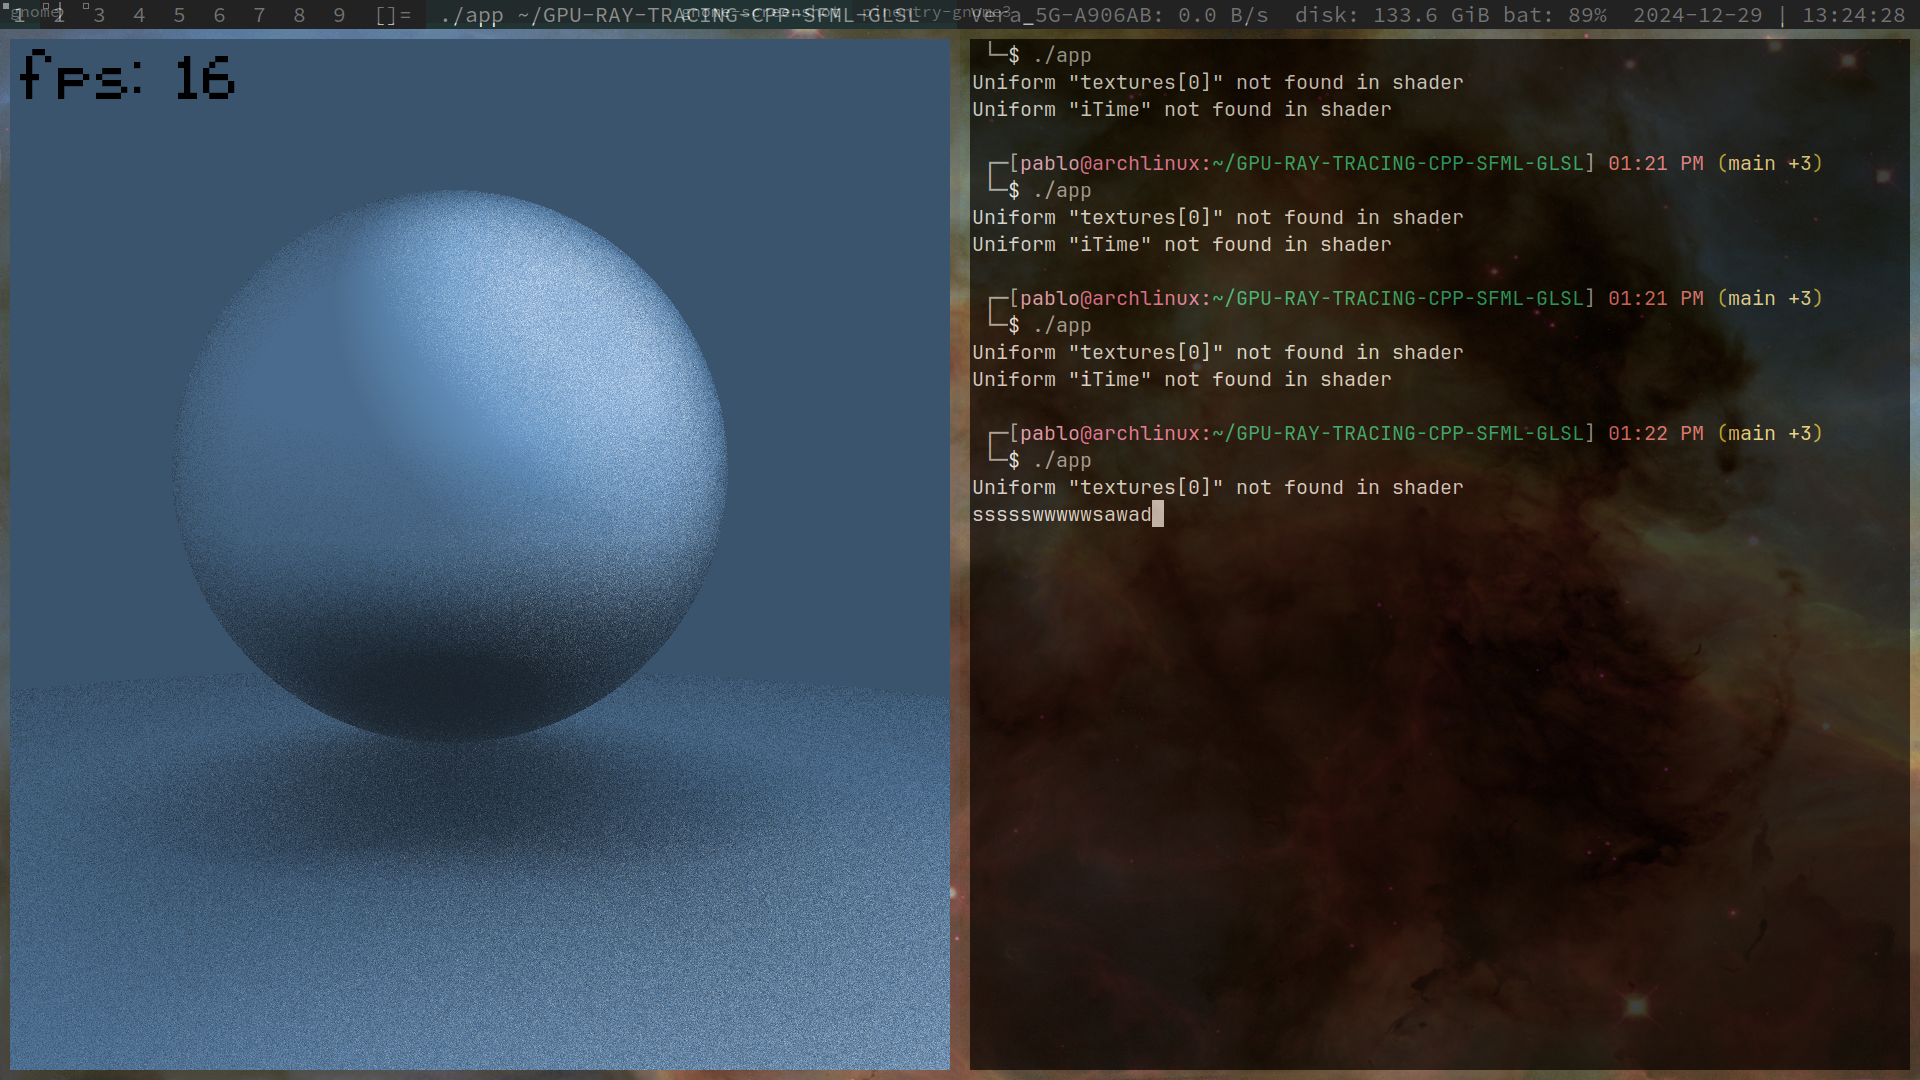 1 2 3 4 5 6 7 8 9 []= ./app ~/GPU-RAY-TRACING-CPP-SFML-GLSL 5G-A906AB: 0.0 B/s disk: 133.6 GiB bat: 89% 2024-12-29 | 13:24:28
fps: 16
└─$ ./app
Uniform "textures[0]" not found in shader
Uniform "iTime" not found in shader
┌─[pablo@archlinux:~/GPU-RAY-TRACING-CPP-SFML-GLSL] 01:21 PM (main +3)
└─$ ./app
Uniform "textures[0]" not found in shader
Uniform "iTime" not found in shader
┌─[pablo@archlinux:~/GPU-RAY-TRACING-CPP-SFML-GLSL] 01:21 PM (main +3)
└─$ ./app
Uniform "textures[0]" not found in shader
Uniform "iTime" not found in shader
┌─[pablo@archlinux:~/GPU-RAY-TRACING-CPP-SFML-GLSL] 01:22 PM (main +3)
└─$ ./app
Uniform "textures[0]" not found in shader
ssssswwwwwsawad